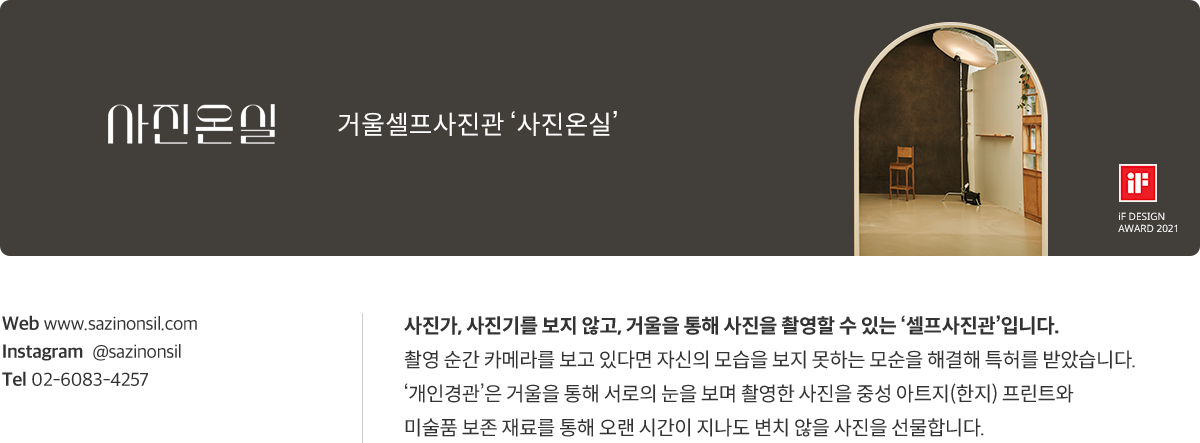 사진온실
거울셀프사진관 ‘사진온실’
iF
iF DESIGN
AWARD 2021
Web www.sazinonsil.com
Instagram @sazinonsil
Tel 02-6083-4257
사진가, 사진기를 보지 않고, 거울을 통해 사진을 촬영할 수 있는 ‘셀프사진관’입니다.
촬영 순간 카메라를 보고 있다면 자신의 모습을 보지 못하는 모순을 해결해 특허를 받았습니다.
‘개인경관’은 거울을 통해 서로의 눈을 보며 촬영한 사진을 중성 아트지(한지) 프린트와
미술품 보존 재료를 통해 오랜 시간이 지나도 변치 않을 사진을 선물합니다.